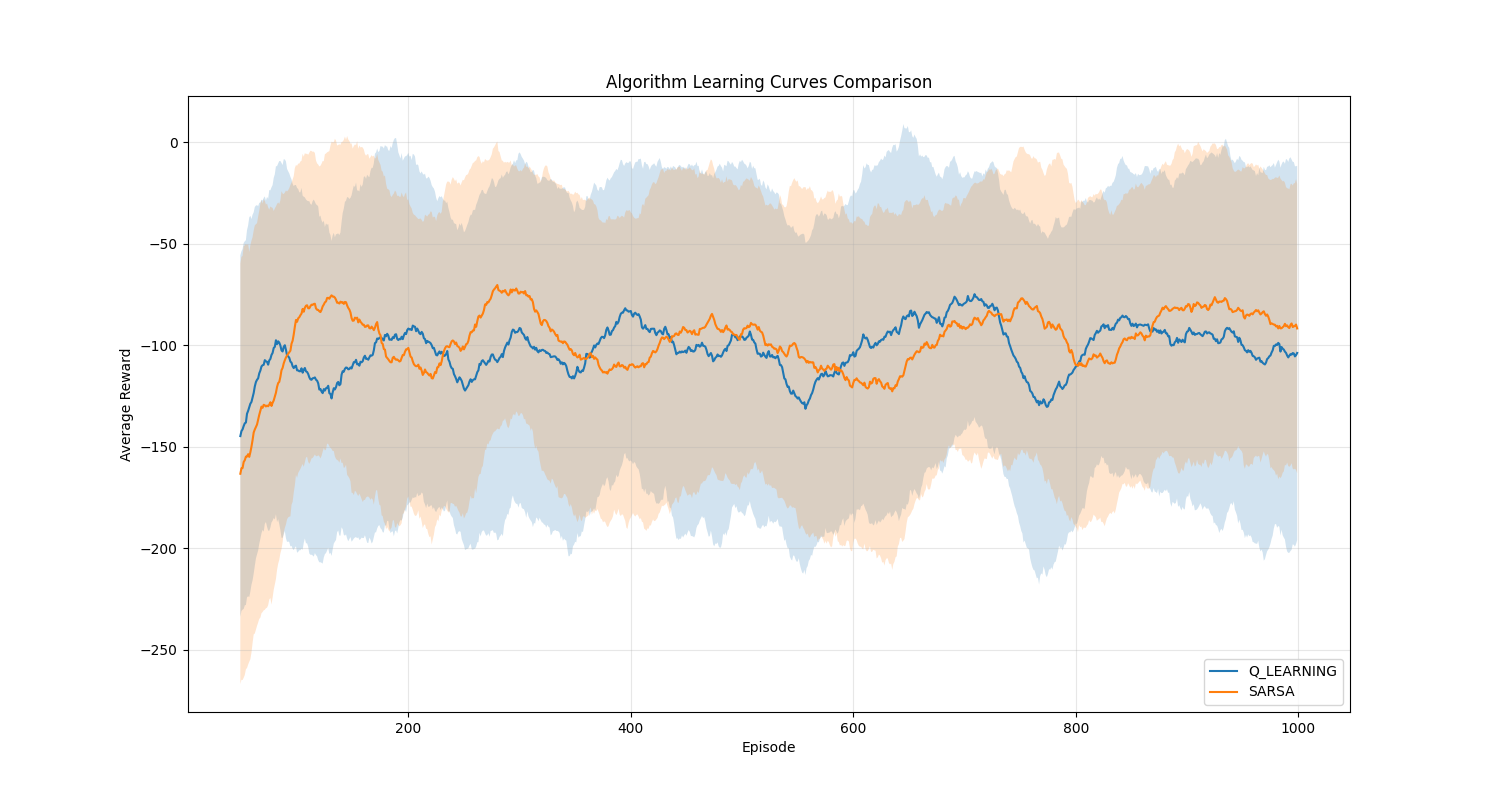 Algorithm Learning Curves Comparison
0
−50
−100
−150
−200
−250
Average Reward
200
400
600
800
1000
Episode
Q_LEARNING
SARSA